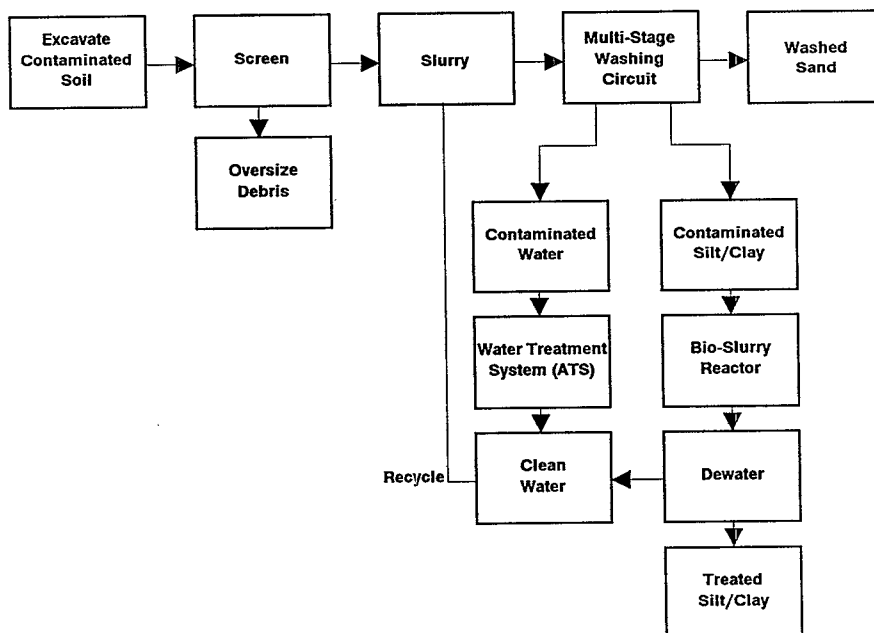 Excavate
Contaminated
Soil
Screen
Slurry
Multi-Stage
Washing
Circuit
Washed
Sand
Oversize
Debris
Contaminated
Water
Contaminated
Silt/Clay
Water Treatment
System (ATS)
Bio-Slurry
Reactor
Recycle
Clean
Water
Dewater
Treated
Silt/Clay